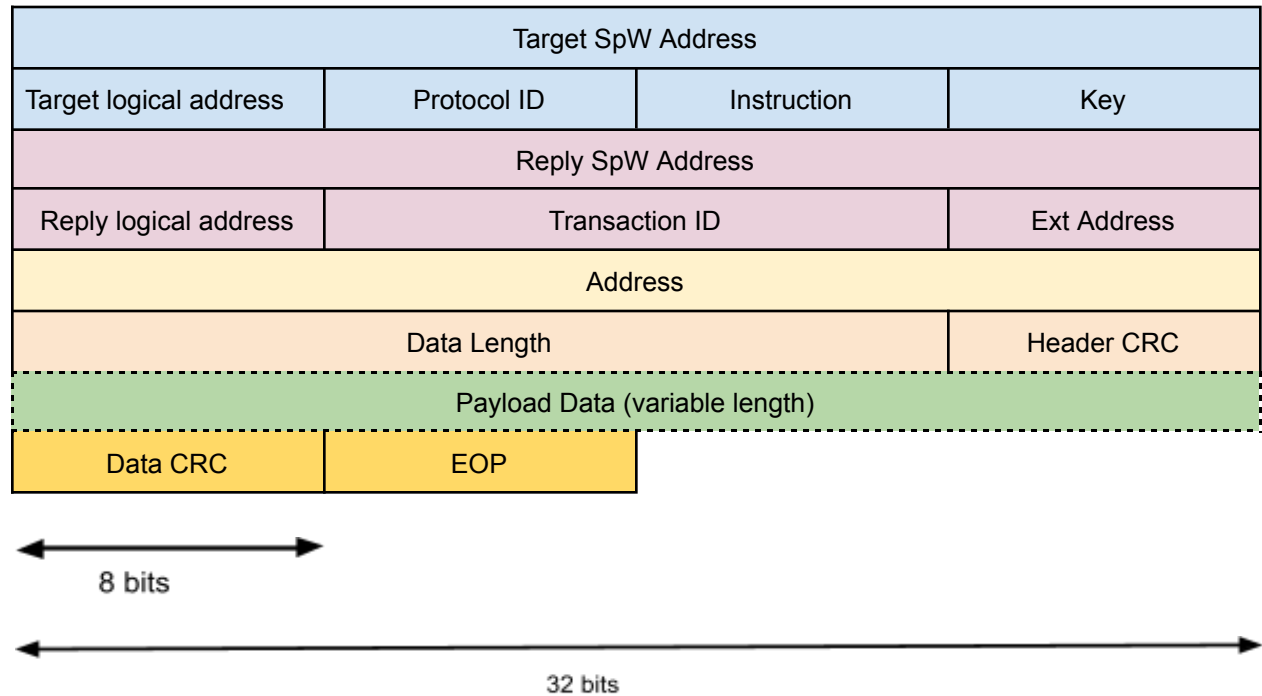 Target SpW Address
Target logical address
Protocol ID
Instruction
Key
Reply SpW Address
Reply logical address
Transaction ID
Ext Address
Address
Data Length
Header CRC
Payload Data (variable length)
Data CRC
EOP
8 bits
32 bits